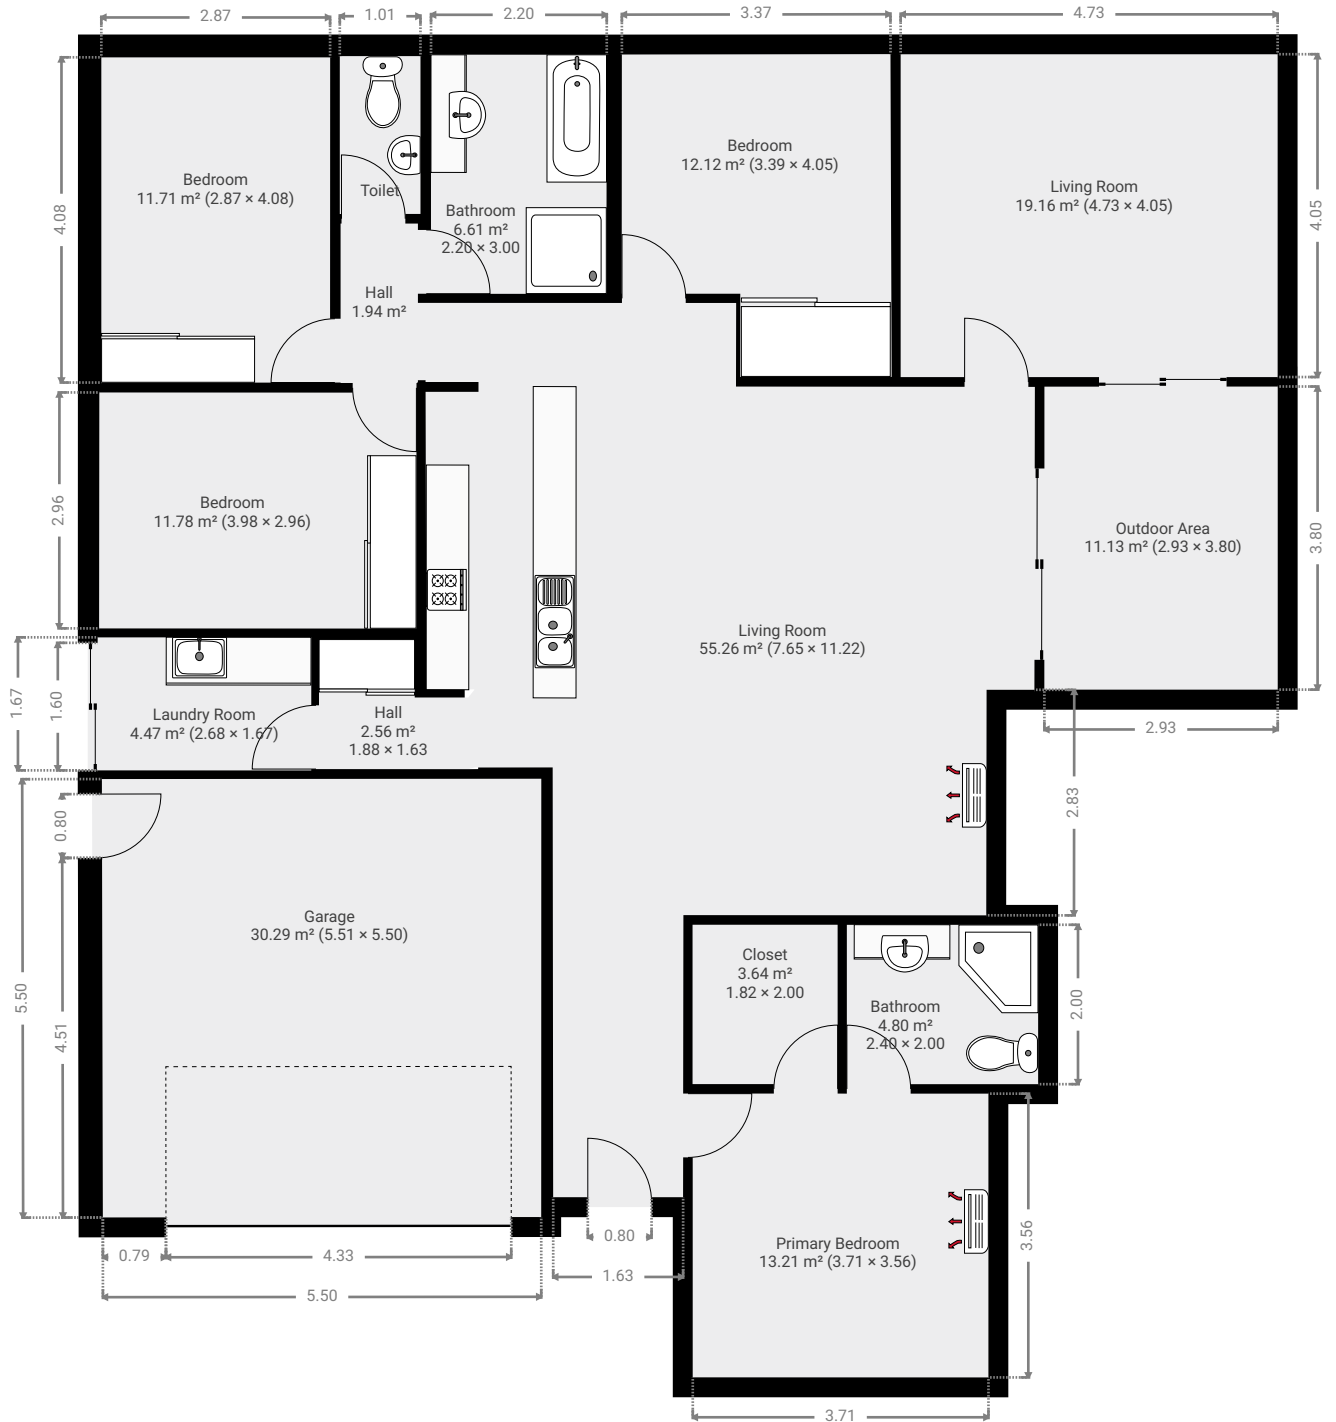 2.87
1.01
2.20
3.37
4.73
4.08
4.05
Bedroom
11.71 m² (2.87 × 4.08)
Toilet
Bathroom
6.61 m²
2.20 × 3.00
Bedroom
12.12 m² (3.39 × 4.05)
Living Room
19.16 m² (4.73 × 4.05)
Hall
1.94 m²
2.96
3.80
Bedroom
11.78 m² (3.98 × 2.96)
Outdoor Area
11.13 m² (2.93 × 3.80)
Living Room
55.26 m² (7.65 × 11.22)
1.67
1.60
Laundry Room
4.47 m² (2.68 × 1.67)
Hall
2.56 m²
1.88 × 1.63
2.93
2.83
0.80
Garage
30.29 m² (5.51 × 5.50)
5.50
4.51
Closet
3.64 m²
1.82 × 2.00
Bathroom
4.80 m²
2.40 × 2.00
2.00
Primary Bedroom
13.21 m² (3.71 × 3.56)
3.56
0.79
4.33
0.80
1.63
5.50
3.71